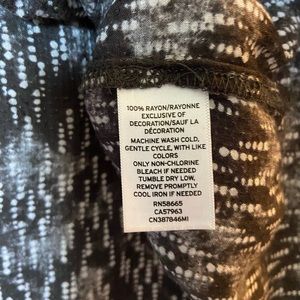 100% RAYON/RAYONNE
EXCLUSIVE OF
DECORATION/SAUF LA
DÉCORATION
MACHINE WASH COLD,
GENTLE CYCLE, WITH LIKE
COLORS
ONLY NON-CHLORINE
BLEACH IF NEEDED
TUMBLE DRY LOW,
REMOVE PROMPTLY
COOL IRON IF NEEDED
RN58665
CA57963
CN387846MI